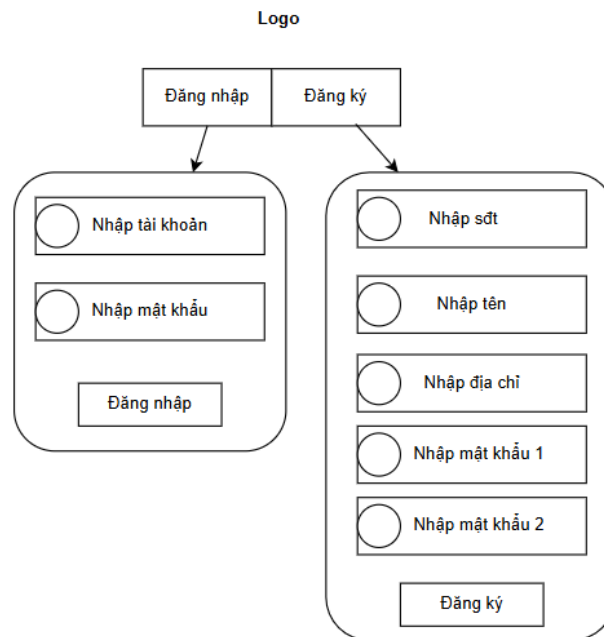 Logo
Đăng nhập
Đăng ký
Nhập tài khoản
Nhập mật khẩu
Đăng nhập
Nhập sđt
Nhập tên
Nhập địa chỉ
Nhập mật khẩu 1
Nhập mật khẩu 2
Đăng ký